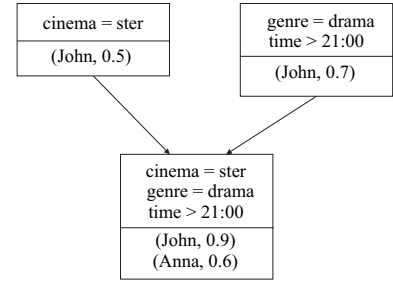 cinema = ster
(John, 0.5)
genre = drama
time > 21:00
(John, 0.7)
cinema = ster
genre = drama
time > 21:00
(John, 0.9)
(Anna, 0.6)